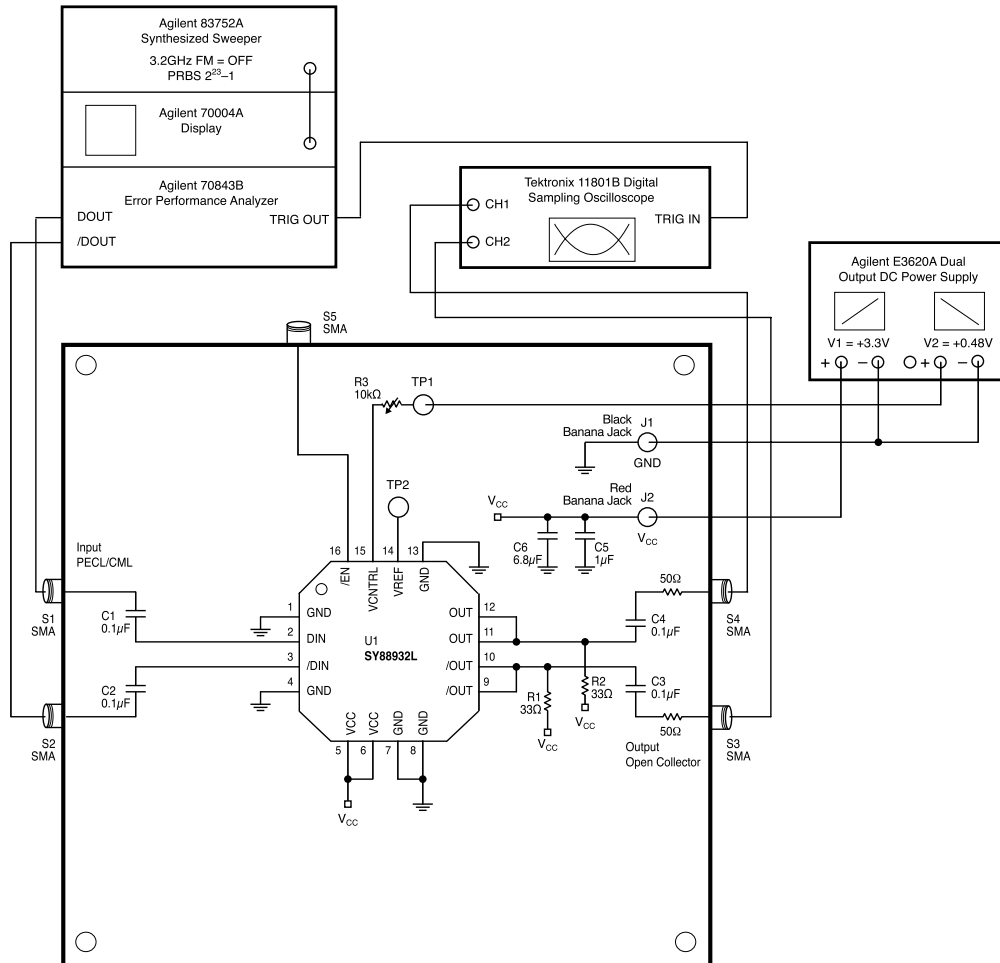 Agilent 83752A
Synthesized Sweeper
3.2GHz FM = OFF
PRBS 2²³–1
Agilent 70004A
Display
Agilent 70843B
Error Performance Analyzer
DOUT
TRIG OUT
/DOUT
Tektronix 11801B Digital
Sampling Oscilloscope
CH1
TRIG IN
CH2
Agilent E3620A Dual
Output DC Power Supply
V1 = +3.3V
V2 = +0.48V
+ –
+ –
S5
SMA
R3
10kΩ
TP1
Black
Banana Jack
J1
GND
TP2
Red
Banana Jack
J2
VCC
VCC
C6
6.8µF
C5
1µF
Input
PECL/CML
16 15 14 13
/EN
VCNTRL
VREF
GND
S1
SMA
C1
0.1µF
1
GND
2
DIN
3
/DIN
4
GND
U1
SY88932L
OUT
12
OUT
11
/OUT
10
/OUT
9
50Ω
C4
0.1µF
S4
SMA
C2
0.1µF
S2
SMA
R1
33Ω
VCC
R2
33Ω
VCC
C3
0.1µF
50Ω
S3
SMA
Output
Open Collector
VCC
VCC
GND
GND
5 6 7 8
VCC